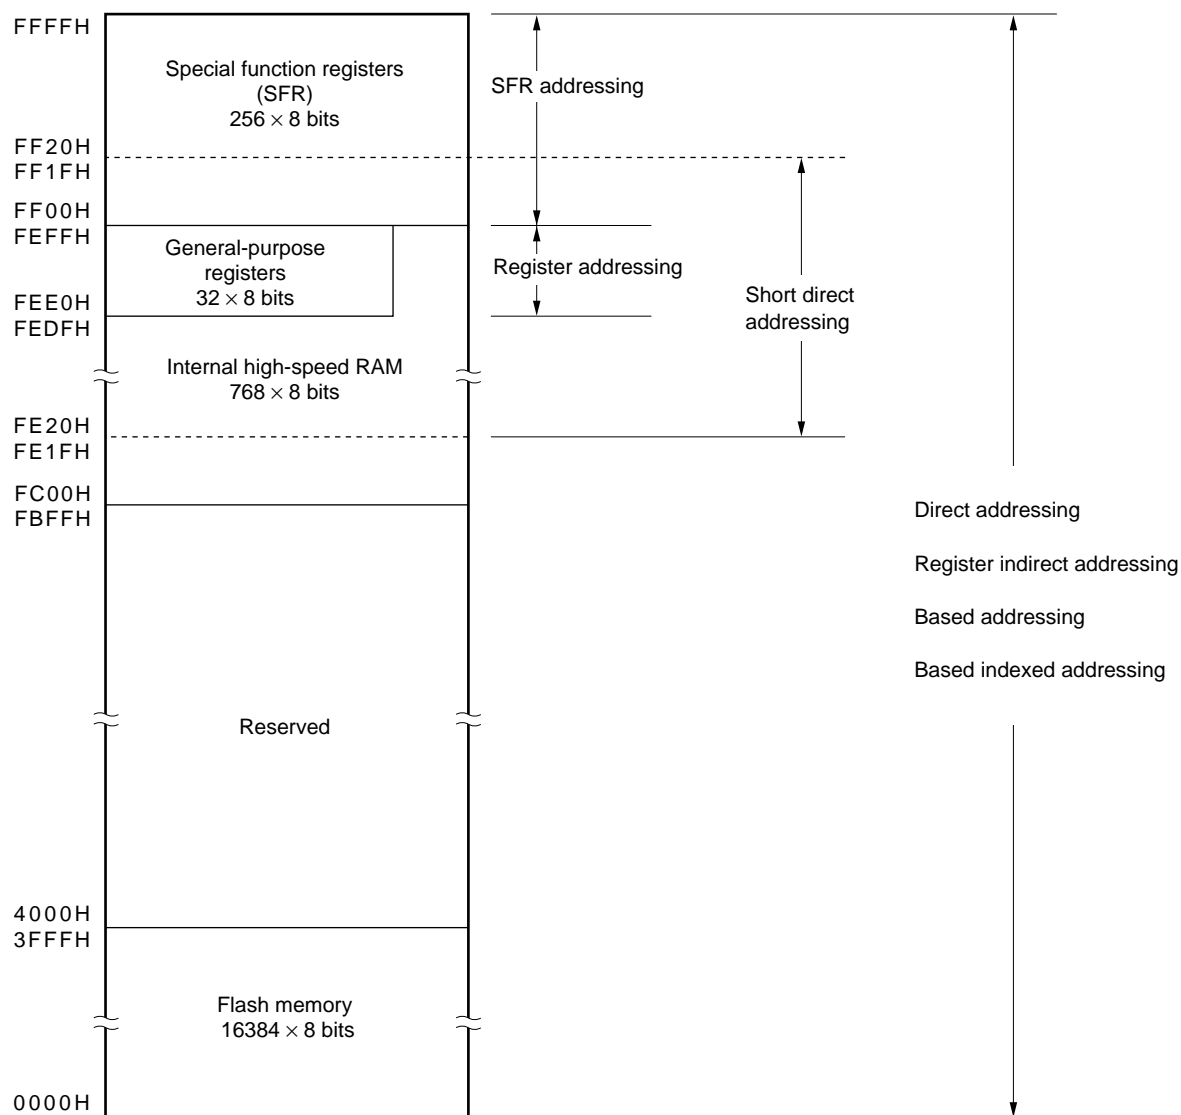 FFFFH
Special function registers
(SFR)
256 × 8 bits
SFR addressing
FF20H
FF1FH
FF00H
FEFFH
General-purpose
registers
32 × 8 bits
Register addressing
Short direct
addressing
FEE0H
FEDFH
Internal high-speed RAM
768 × 8 bits
FE20H
FE1FH
FC00H
FBFFH
Direct addressing
Register indirect addressing
Based addressing
Based indexed addressing
Reserved
4000H
3FFFH
Flash memory
16384 × 8 bits
0000H